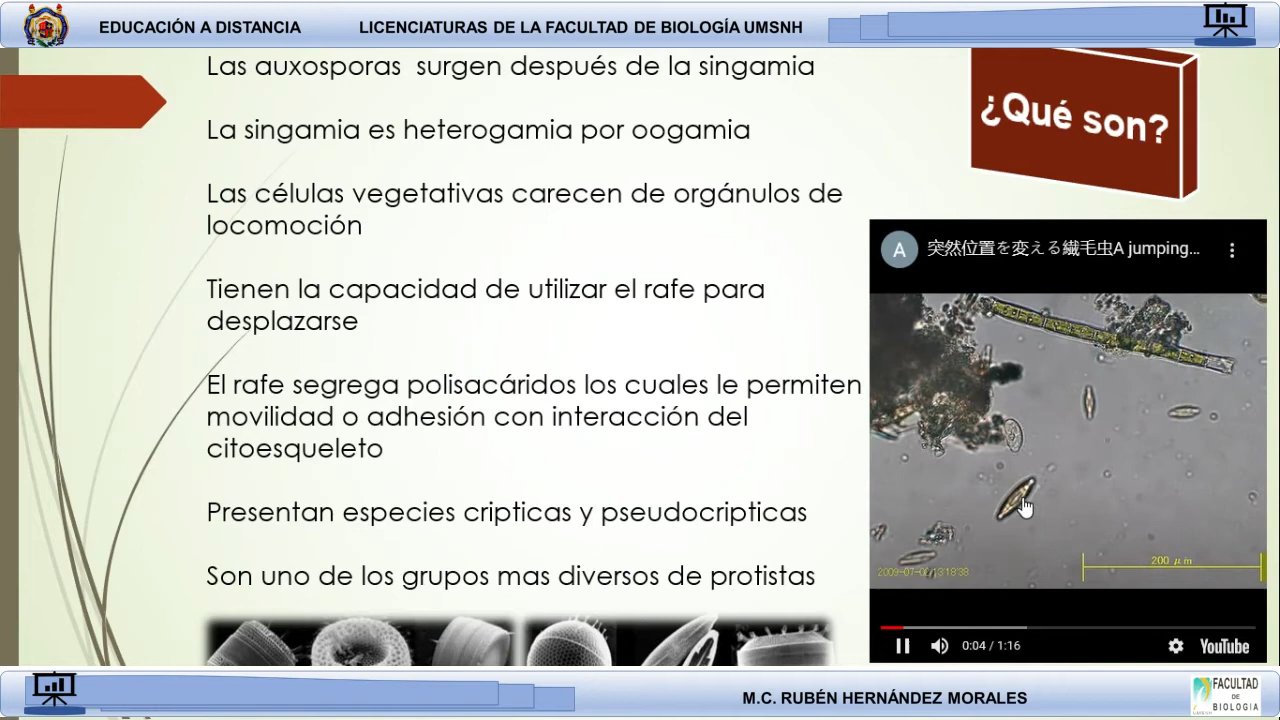 EDUCACIÓN A DISTANCIA
LICENCIATURAS DE LA FACULTAD DE BIOLOGÍA UMSNH
Las auxosporas surgen después de la singamia
La singamia es heterogamia por oogamia
Las células vegetativas carecen de orgánulos de
locomoción
Tienen la capacidad de utilizar el rafe para
desplazarse
El rafe segrega polisacáridos los cuales le permiten
movilidad o adhesión con interacción del
citoesqueleto
Presentan especies cripticas y pseudocripticas
Son uno de los grupos mas diversos de protistas
¿Qué son?
A
突然位置を変える繊毛虫A jumping...
200 μm
0:04 / 1:16
YouTube
M.C. RUBÉN HERNÁNDEZ MORALES
FACULTAD
DE
BIOLOGIA